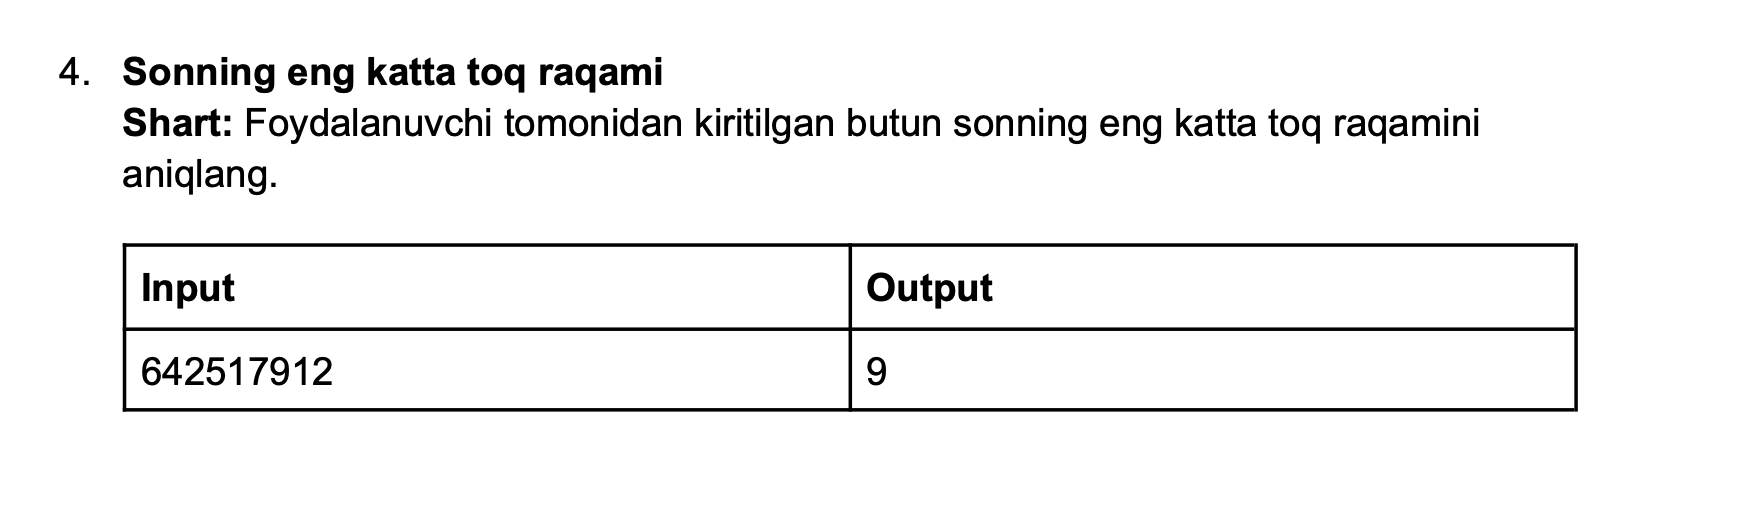 4. Sonning eng katta toq raqami
Shart: Foydalanuvchi tomonidan kiritilgan butun sonning eng katta toq raqamini
aniqlang.
Input Output
642517912 9